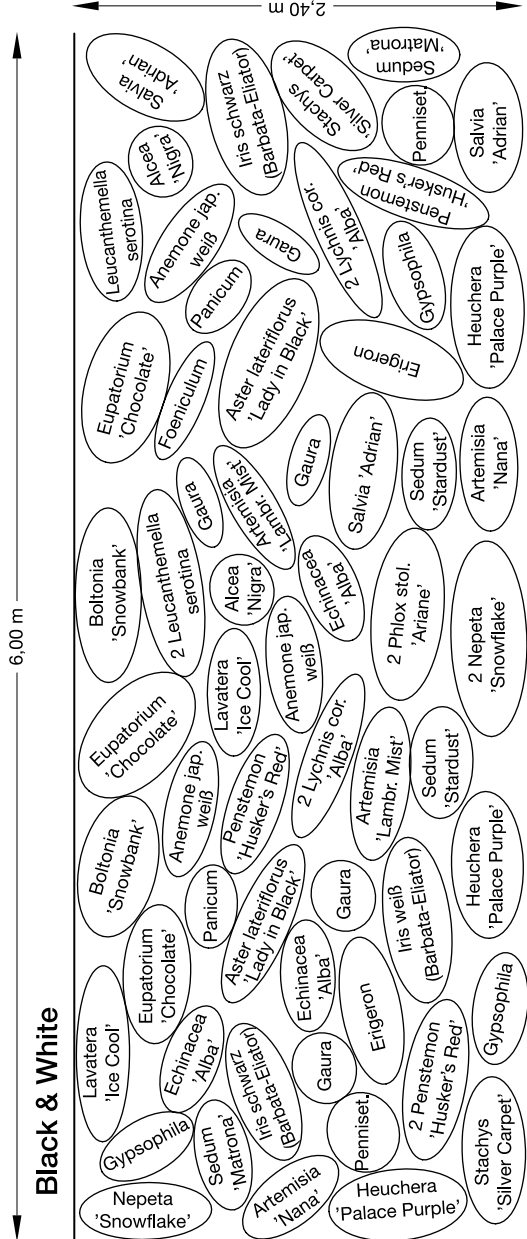 6,00 m
2,40 m
Black & White
Lavatera
'Ice Cool'
Boltonia
'Snowbank'
Eupatorium
'Chocolate'
Boltonia
'Snowbank'
Eupatorium
'Chocolate'
Leucanthemella
serotina
Salvia
'Adrian'
Gypsophila
Eupatorium
'Chocolate'
Anemone jap.
weiß
2 Leucanthemella
serotina
Foeniculum
Anemone jap.
weiß
Alcea
'Nigra'
Nepeta
'Snowflake'
Echinacea
'Alba'
Panicum
Penstemon
'Husker's Red'
Lavatera
'Ice Cool'
Alcea
'Nigra'
Gaura
Panicum
Sedum
'Matrona'
Iris schwarz
(Barbata-Eliator)
Aster lateriflorus
'Lady in Black'
Anemone jap.
weiß
Artemisia
'Lambr. Mist'
Aster lateriflorus
'Lady in Black'
Gaura
Iris schwarz
(Barbata-Eliator)
Artemisia
'Nana'
Gaura
Echinacea
'Alba'
Gaura
2 Lychnis cor.
'Alba'
Echinacea
'Alba'
Gaura
2 Lychnis cor.
'Alba'
Stachys
'Silver Carpet'
Penniset.
Erigeron
Artemisia
'Lambr. Mist'
Salvia 'Adrian'
Erigeron
Penstemon
'Husker's Red'
Heuchera
'Palace Purple'
2 Penstemon
'Husker's Red'
Iris weiß
(Barbata-Eliator)
Sedum
'Stardust'
2 Phlox stol.
'Ariane'
Sedum
'Stardust'
Gypsophila
Penniset.
Sedum
'Matrona'
Stachys
'Silver Carpet'
Gypsophila
Heuchera
'Palace Purple'
2 Nepeta
'Snowflake'
Artemisia
'Nana'
Heuchera
'Palace Purple'
Salvia
'Adrian'